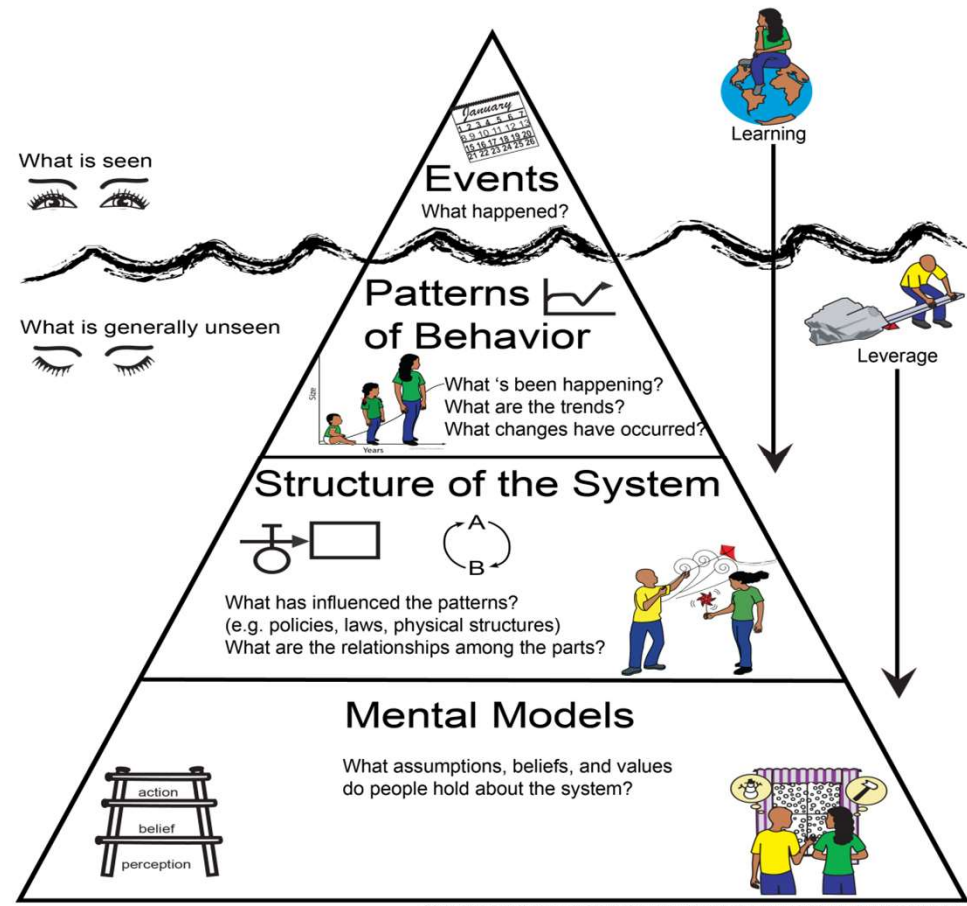 January
1 2 3 4 5 6 7
8 9 10 11 12 13
15 16 17 18 19 20
21 22 23 24 25 26
Learning
What is seen
Events
What happened?
Patterns
of Behavior
What is generally unseen
Leverage
What 's been happening?
What are the trends?
What changes have occurred?
Size
Years
Structure of the System
A
B
What has influenced the patterns?
(e.g. policies, laws, physical structures)
What are the relationships among the parts?
Mental Models
What assumptions, beliefs, and values
do people hold about the system?
action
belief
perception